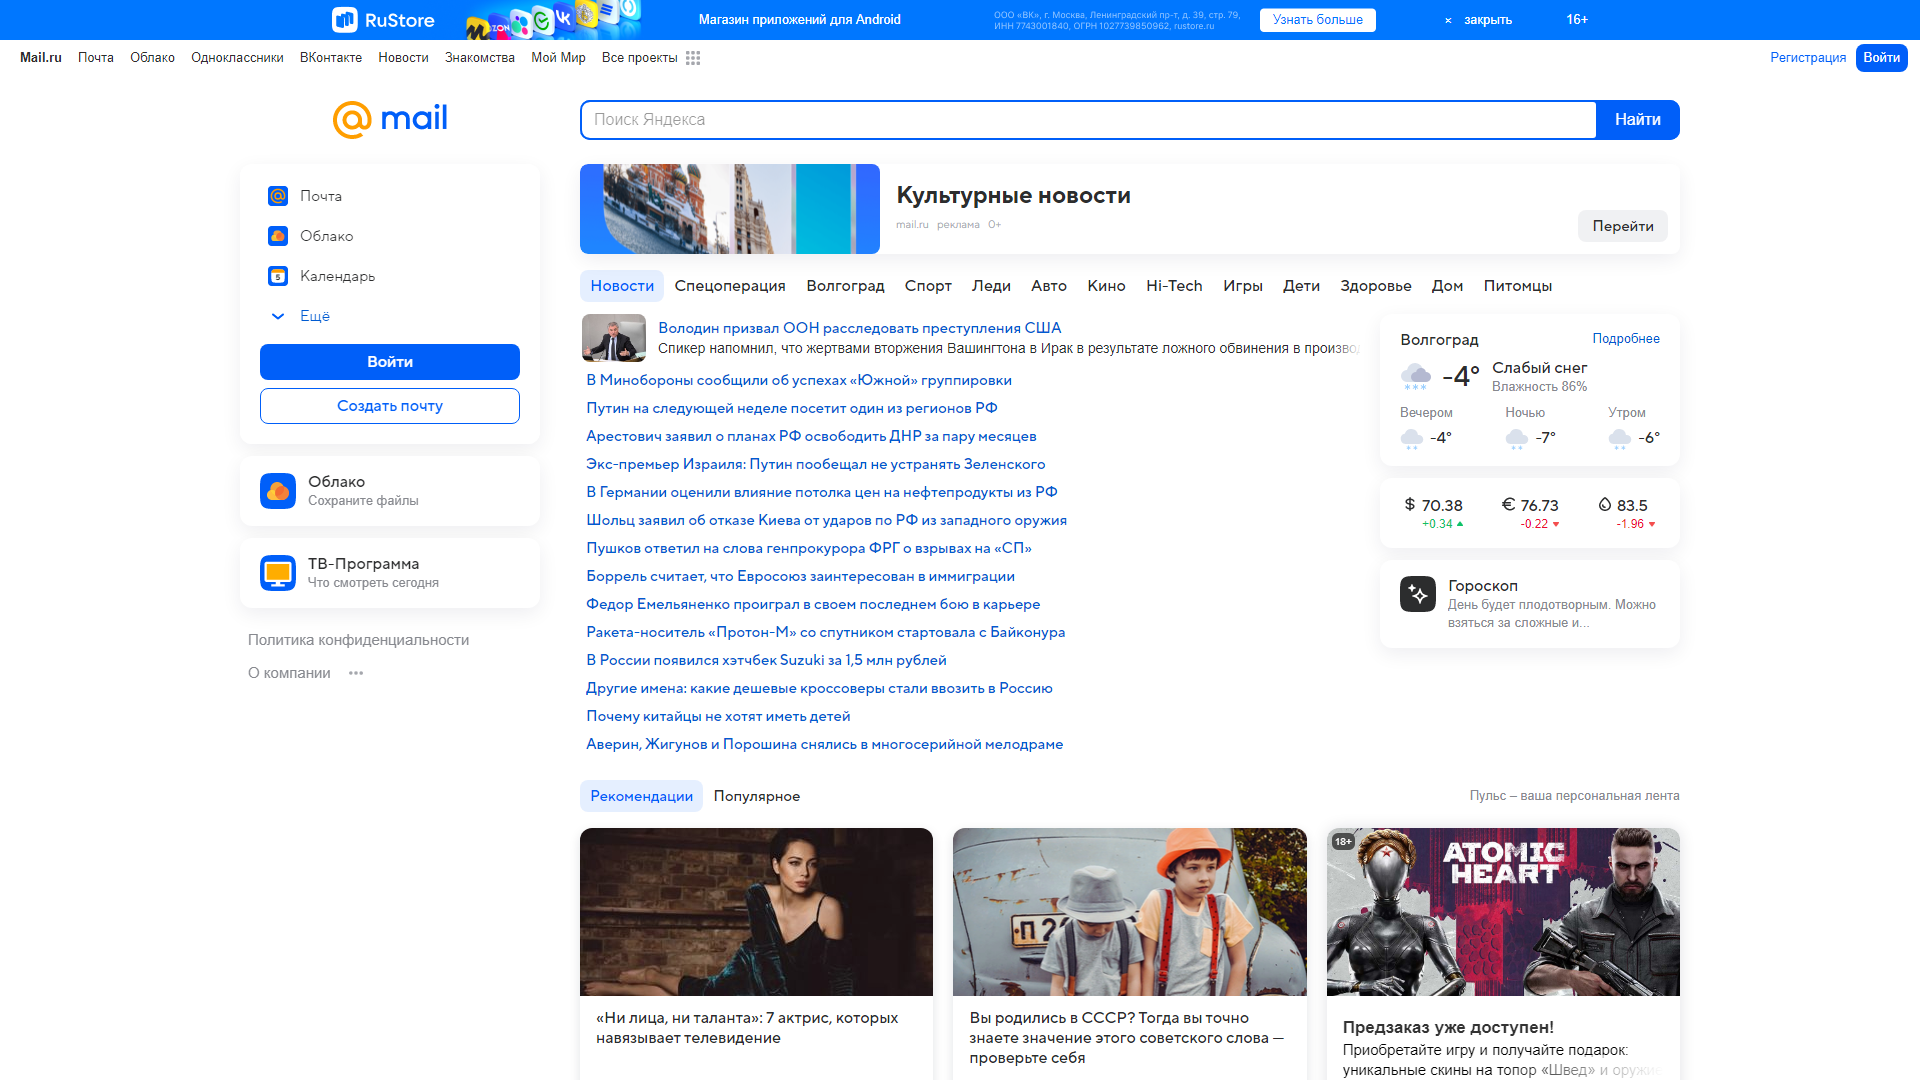 RuStore
Магазин приложений для Android
ООО «ВК», г. Москва, Ленинградский пр-т, д. 39, стр. 79,
ИНН 7743001840, ОГРН 1027739850962, rustore.ru
Узнать больше
× закрыть
16+
Mail.ru Почта Облако Одноклассники ВКонтакте Новости Знакомства Мой Мир Все проекты
Регистрация Войти
@ mail
Поиск Яндекса
Найти
Почта
Облако
5 Календарь
Ещё
Войти
Создать почту
Облако
Сохраните файлы
ТВ-Программа
Что смотреть сегодня
Политика конфиденциальности
О компании •••
Культурные новости
mail.ru реклама 0+
Перейти
Новости Спецоперация Волгоград Спорт Леди Авто Кино Hi-Tech Игры Дети Здоровье Дом Питомцы
Володин призвал ООН расследовать преступления США
Спикер напомнил, что жертвами вторжения Вашингтона в Ирак в результате ложного обвинения в производ
В Минобороны сообщили об успехах «Южной» группировки
Путин на следующей неделе посетит один из регионов РФ
Арестович заявил о планах РФ освободить ДНР за пару месяцев
Экс-премьер Израиля: Путин пообещал не устранять Зеленского
В Германии оценили влияние потолка цен на нефтепродукты из РФ
Шольц заявил об отказе Киева от ударов по РФ из западного оружия
Пушков ответил на слова генпрокурора ФРГ о взрывах на «СП»
Боррель считает, что Евросоюз заинтересован в иммиграции
Федор Емельяненко проиграл в своем последнем бою в карьере
Ракета-носитель «Протон-М» со спутником стартовала с Байконура
В России появился хэтчбек Suzuki за 1,5 млн рублей
Другие имена: какие дешевые кроссоверы стали ввозить в Россию
Почему китайцы не хотят иметь детей
Аверин, Жигунов и Порошина снялись в многосерийной мелодраме
Волгоград
Подробнее
-4°
Слабый снег
Влажность 86%
Вечером Ночью Утром
-4° -7° -6°
$ 70.38 € 76.73 83.5
+0.34 -0.22 -1.96
Гороскоп
День будет плодотворным. Можно
взяться за сложные и...
Рекомендации Популярное
Пульс – ваша персональная лента
«Ни лица, ни таланта»: 7 актрис, которых
навязывает телевидение
Вы родились в СССР? Тогда вы точно
знаете значение этого советского слова —
проверьте себя
18+
ATOMIC
HEART
Предзаказ уже доступен!
Приобретайте игру и получайте подарок:
уникальные скины на топор «Швед» и оружие